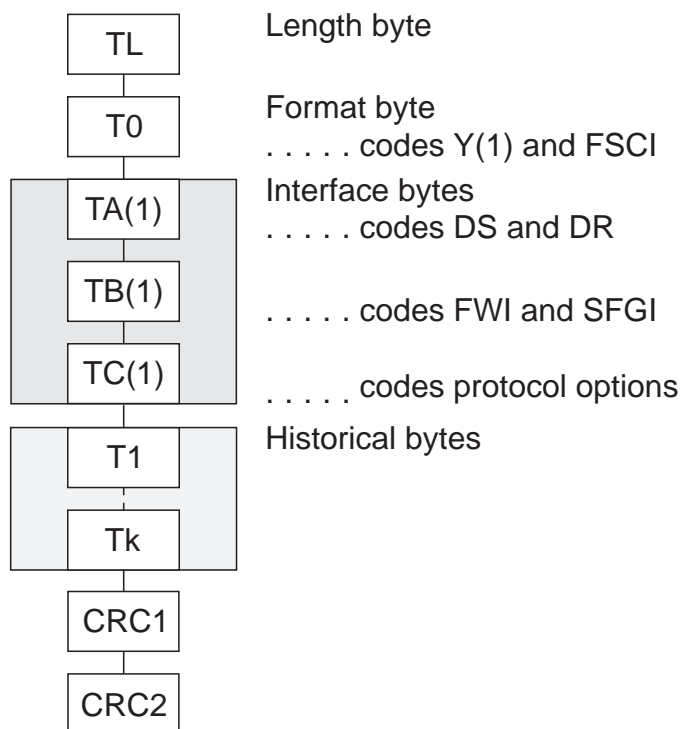 TL Length byte
T0 Format byte
. . . . . codes Y(1) and FSCI
TA(1) Interface bytes
. . . . . codes DS and DR
TB(1) . . . . . codes FWI and SFGI
TC(1) . . . . . codes protocol options
T1 Historical bytes
Tk
CRC1
CRC2